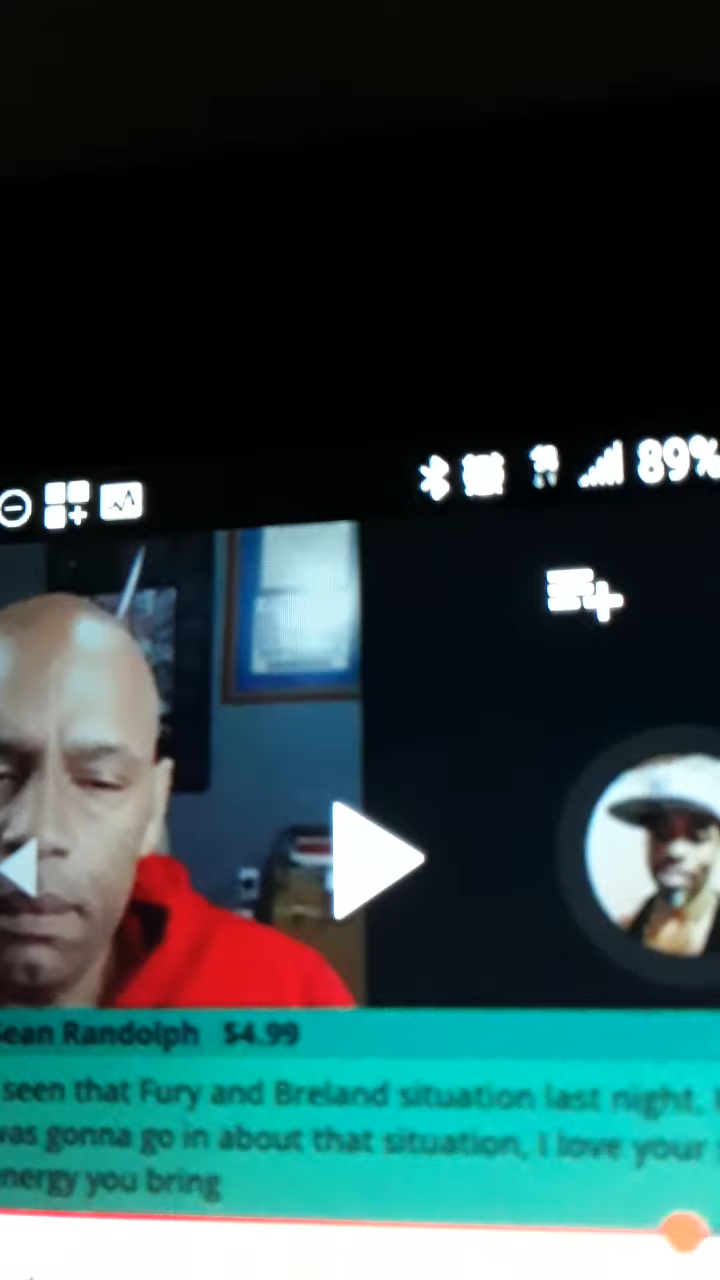 89%
Sean Randolph $4.99
seen that Fury and Breland situation last night,
was gonna go in about that situation, I love your
energy you bring